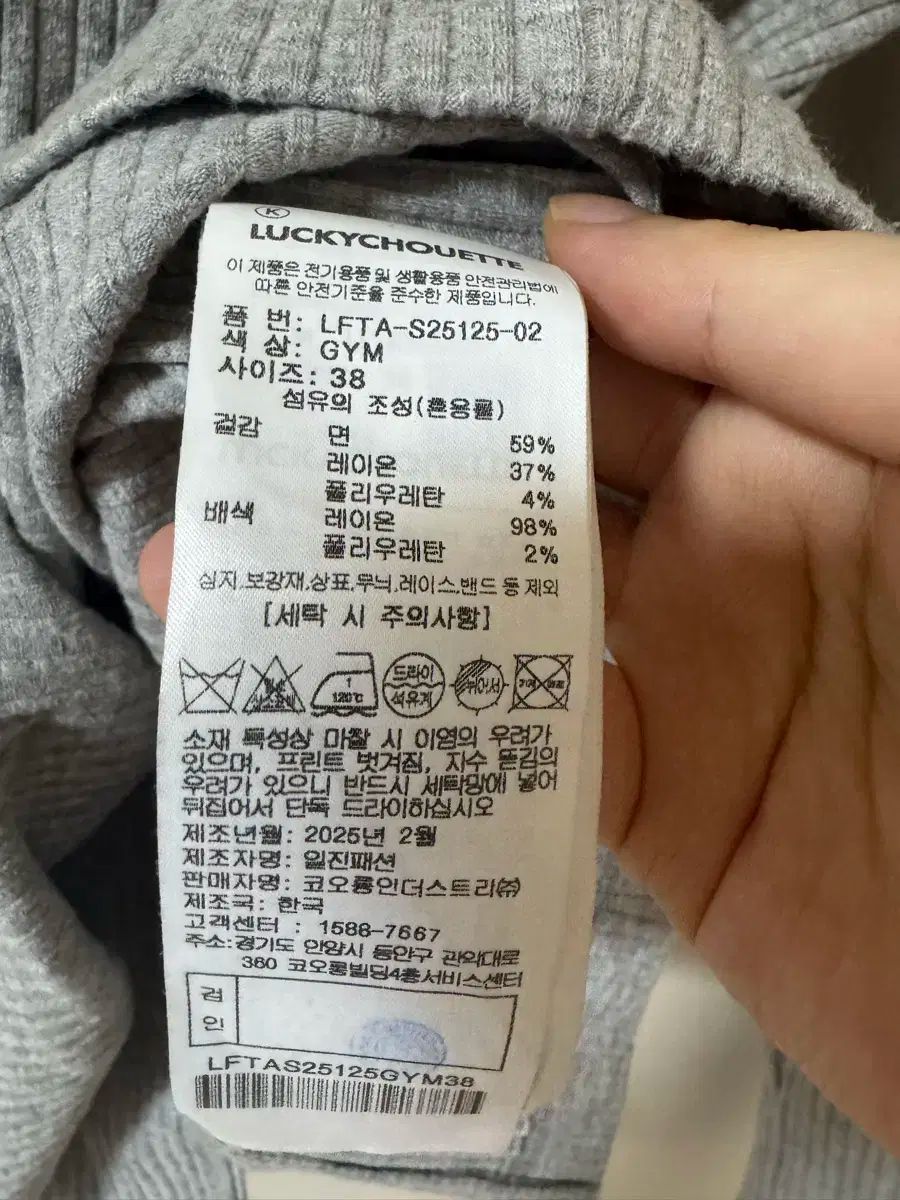 K
LUCKYCHOUETTE
이 제품은 전기용품 및 생활용품 안전관리법에
따른 안전기준을 준수한 제품입니다.
품 번: LFTA-S25125-02
색 상: GYM
사이즈: 38
섬유의 조성(혼용률)
겉감 면 59%
레이온 37%
폴리우레탄 4%
배색 레이온 98%
폴리우레탄 2%
심지,보강재,상표,무늬,레이스,밴드 등 제외
[세탁 시 주의사항]
1 120℃ 드라이 석유계 뉘어서
소재 특성상 마찰 시 이염의 우려가
있으며, 프린트 벗겨짐, 자수 뜯김의
우려가 있으니 반드시 세탁망에 넣어
뒤집어서 단독 드라이하십시오
제조년월: 2025년 2월
제조자명: 일진패션
판매자명: 코오롱인더스트리㈜
제조국: 한국
고객센터 : 1588-7667
주소:경기도 안양시 동안구 관악대로
360 코오롱빌딩4층서비스센터
검
인
LFTAS25125GYM38